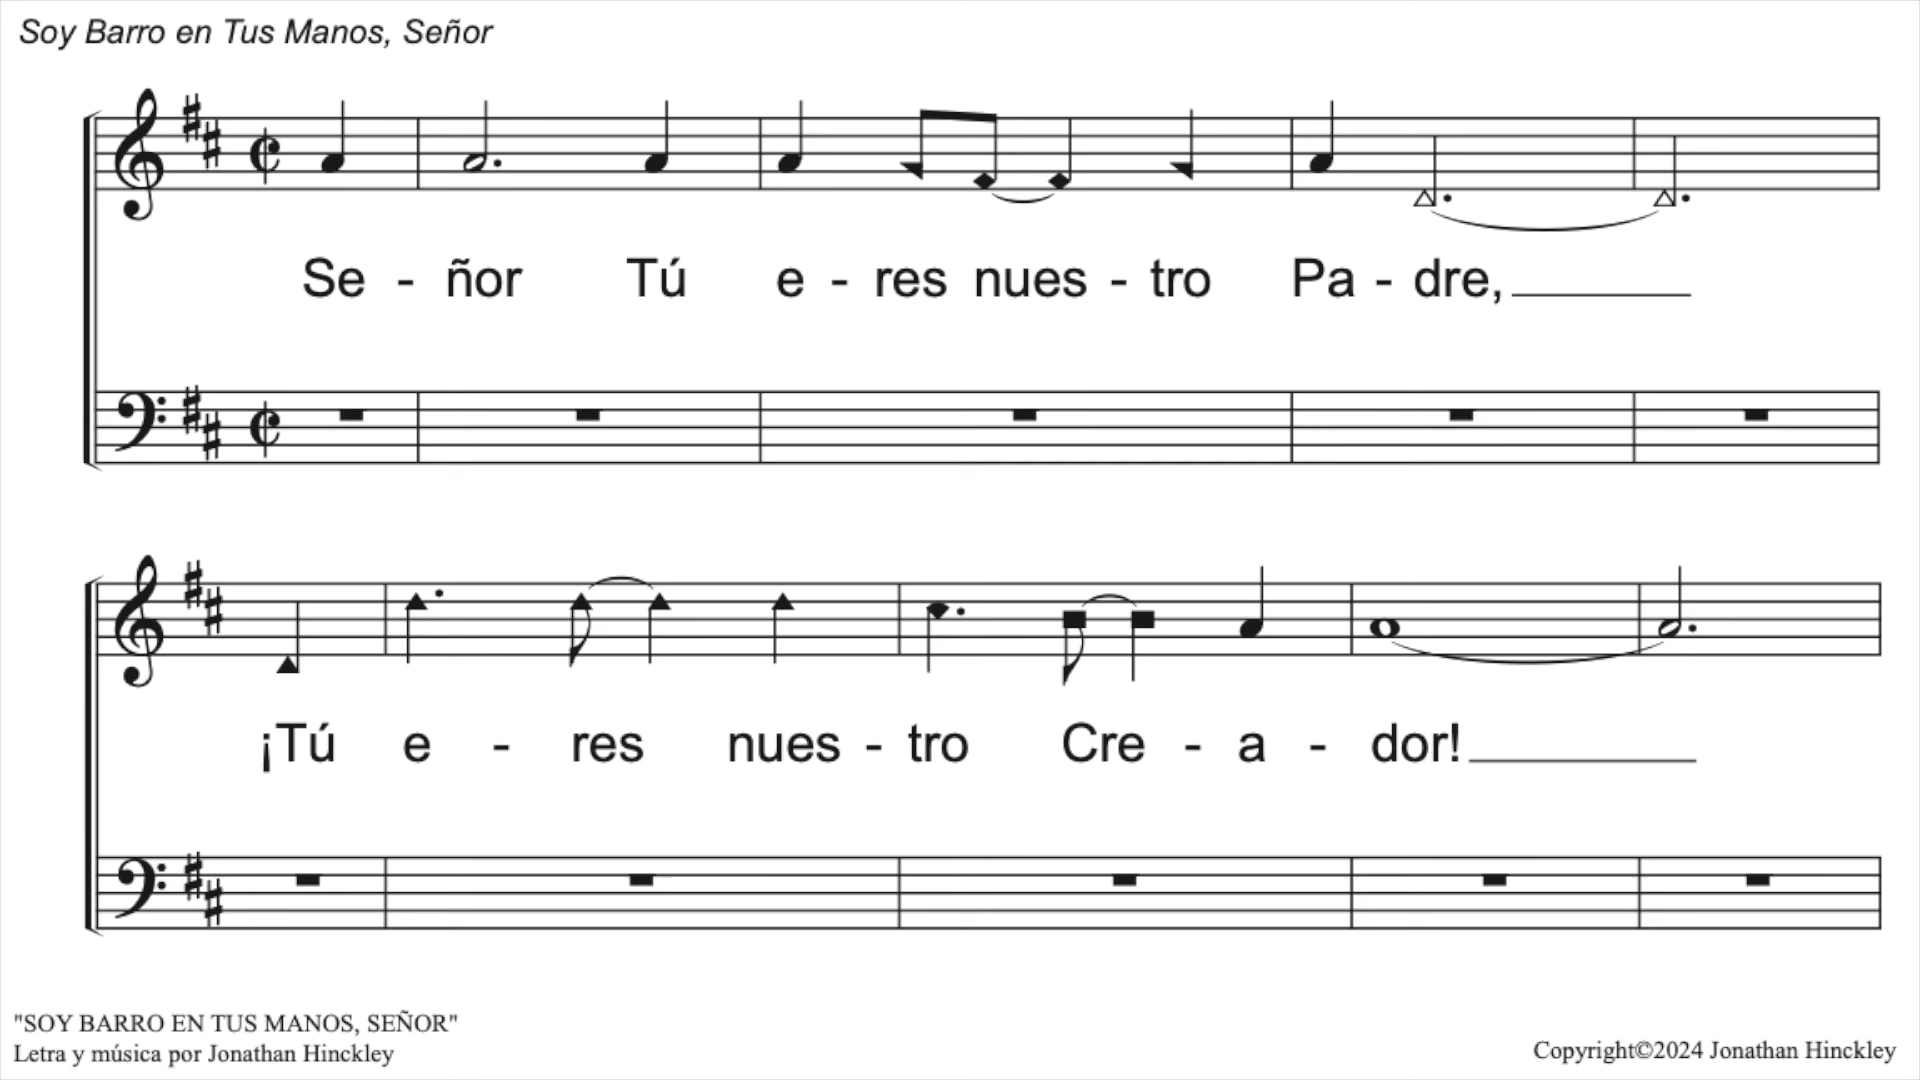 Soy Barro en Tus Manos, Señor
Se - ñor Tú e - res nues - tro Pa - dre,
¡Tú e - res nues - tro Cre - a - dor!
"SOY BARRO EN TUS MANOS, SEÑOR"
Letra y música por Jonathan Hinckley
Copyright©2024 Jonathan Hinckley